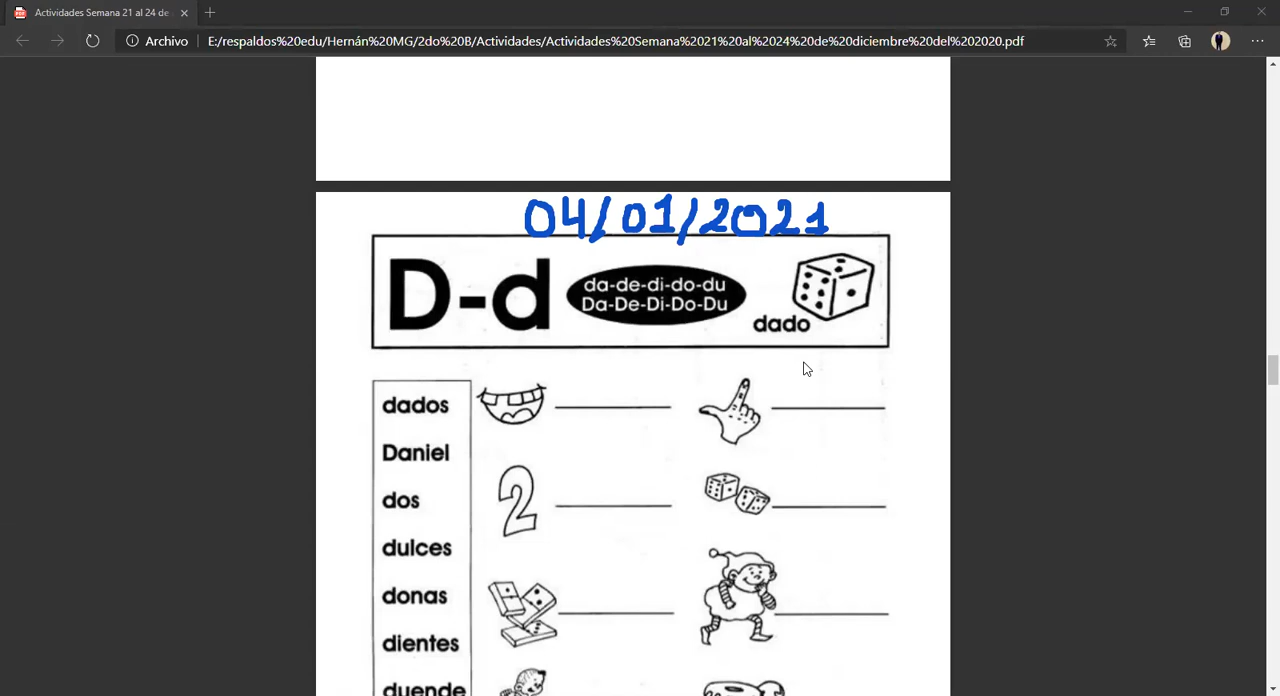 Actividades Semana 21 al 24 de
Archivo
E:/respaldos%20edu/Hernán%20MG/2do%20B/Actividades/Actividades%20Semana%2021%20al%2024%20de%20diciembre%20del%202020.pdf
04/01/2021
D-d
da-de-di-do-du
Da-De-Di-Do-Du
dado
dados
Daniel
dos
2
dulces
donas
dientes
duende